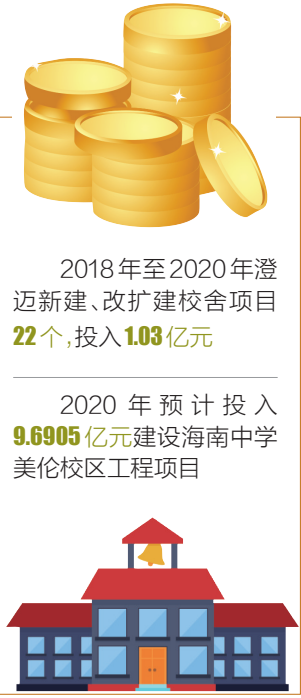 2018年至2020年澄
迈新建、改扩建校舍项目
22个,投入1.03亿元
2020年预计投入
9.6905亿元建设海南中学
美伦校区工程项目